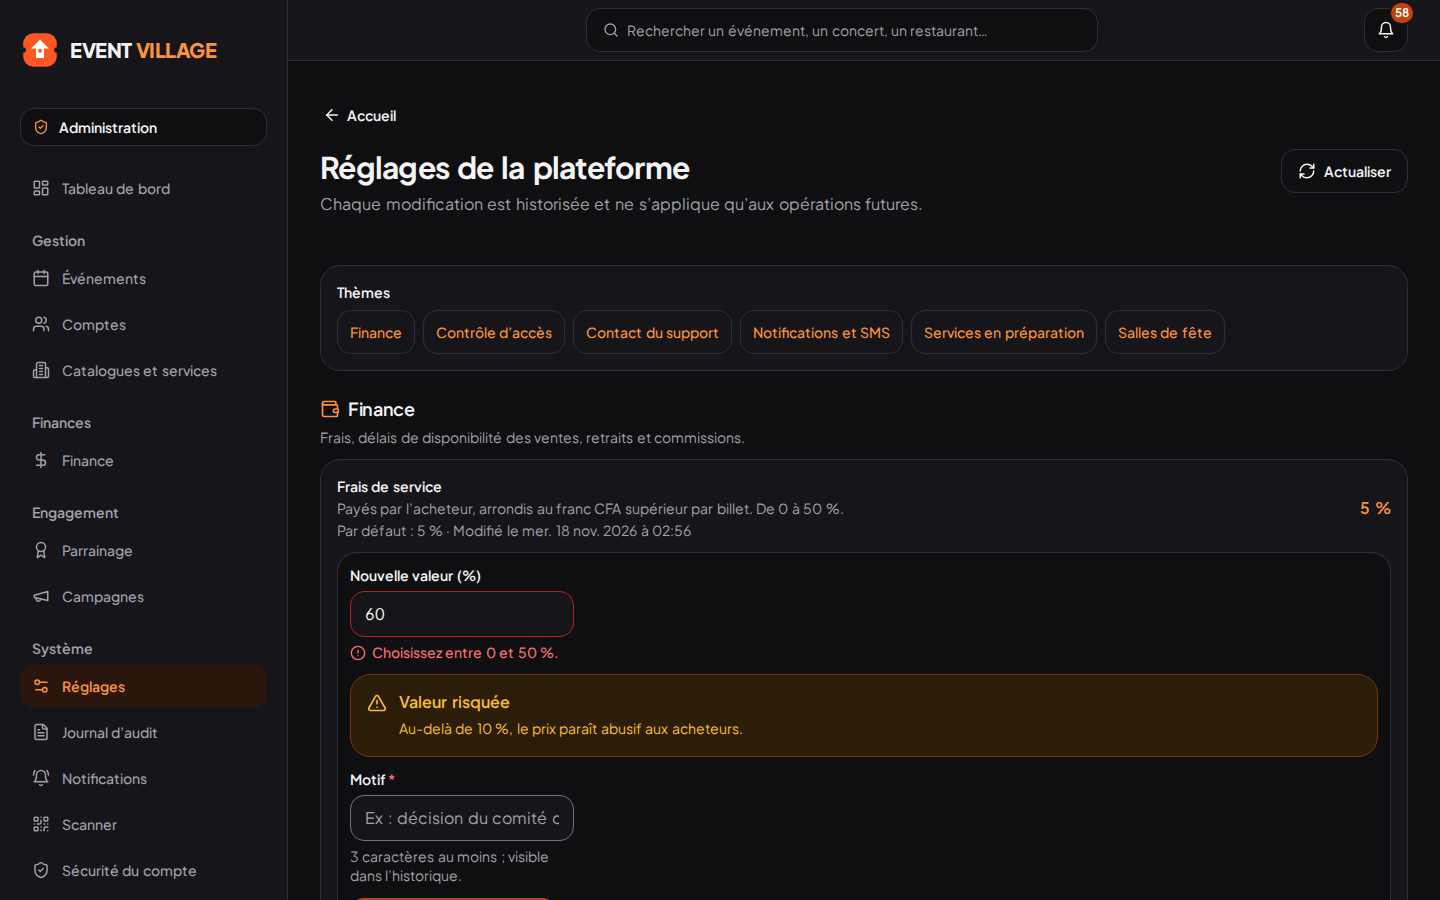 EVENT VILLAGE
Rechercher un événement, un concert, un restaurant…
58
Administration
Tableau de bord
Gestion
Événements
Comptes
Catalogues et services
Finances
Finance
Engagement
Parrainage
Campagnes
Système
Réglages
Journal d’audit
Notifications
Scanner
Sécurité du compte
Accueil
Réglages de la plateforme
Actualiser
Chaque modification est historisée et ne s’applique qu’aux opérations futures.
Thèmes
Finance
Contrôle d’accès
Contact du support
Notifications et SMS
Services en préparation
Salles de fête
Finance
Frais, délais de disponibilité des ventes, retraits et commissions.
Frais de service
Payés par l’acheteur, arrondis au franc CFA supérieur par billet. De 0 à 50 %.
5 %
Par défaut : 5 % · Modifié le mer. 18 nov. 2026 à 02:56
Nouvelle valeur (%)
60
Choisissez entre 0 et 50 %.
Valeur risquée
Au-delà de 10 %, le prix paraît abusif aux acheteurs.
Motif *
Ex : décision du comité
3 caractères au moins ; visible
dans l’historique.